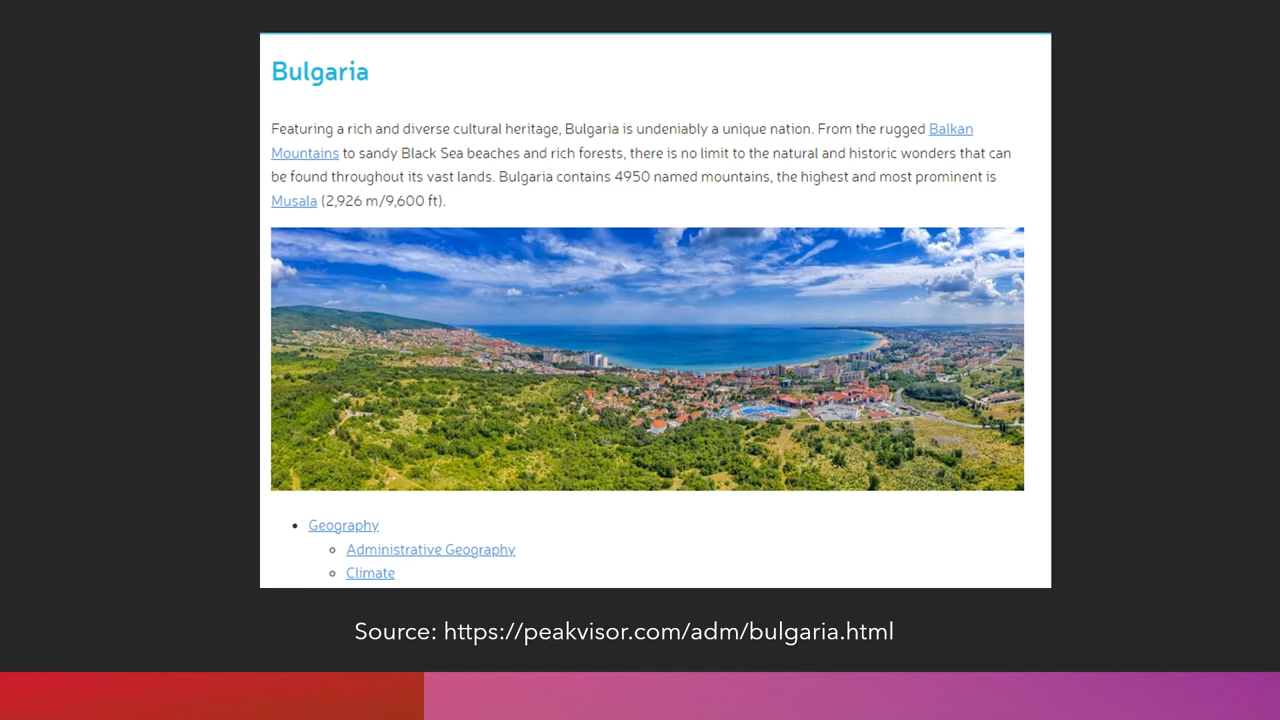 Bulgaria
Featuring a rich and diverse cultural heritage, Bulgaria is undeniably a unique nation. From the rugged Balkan
Mountains to sandy Black Sea beaches and rich forests, there is no limit to the natural and historic wonders that can
be found throughout its vast lands. Bulgaria contains 4950 named mountains, the highest and most prominent is
Musala (2,926 m/9,600 ft).
Geography
Administrative Geography
Climate
Source: https://peakvisor.com/adm/bulgaria.html